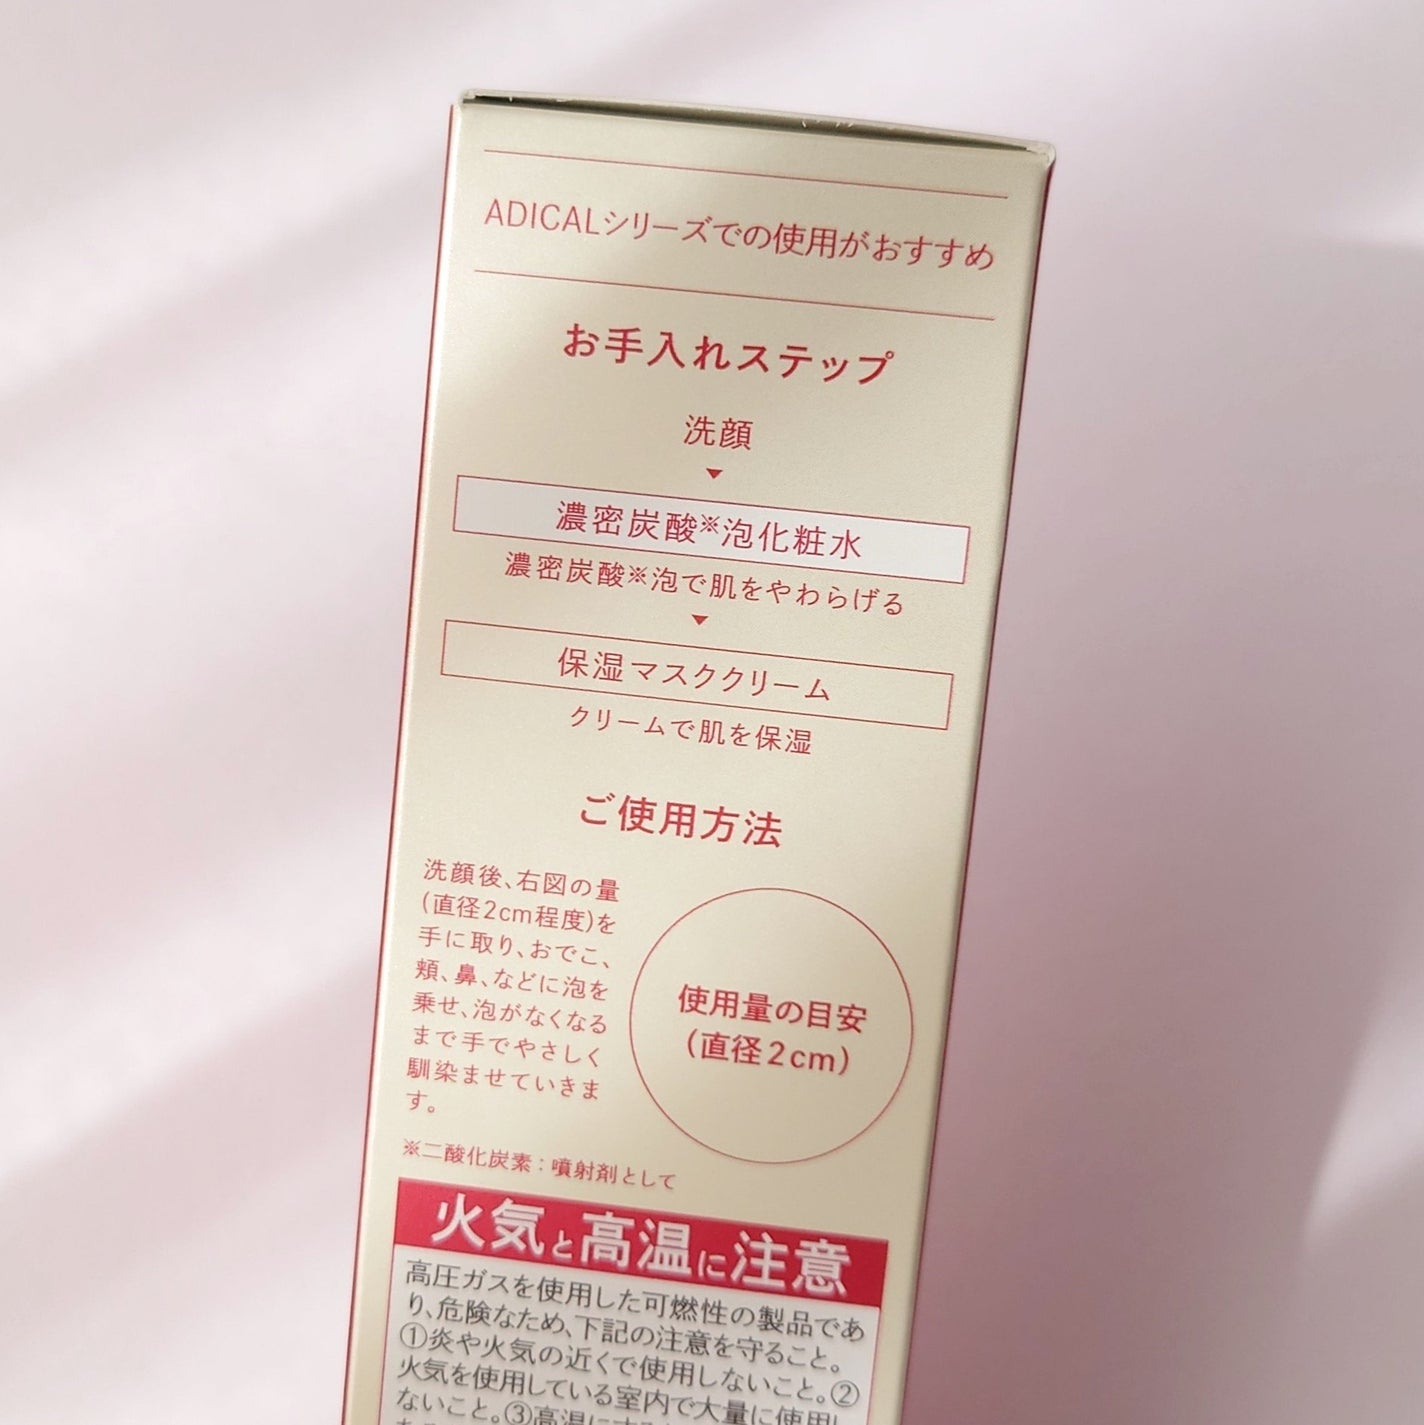 ADICALシリーズでの使用がおすすめ
お手入れステップ
洗顔
▼
濃密炭酸※泡化粧水
濃密炭酸※泡で肌をやわらげる
▼
保湿マスククリーム
クリームで肌を保湿
ご使用方法
洗顔後、右図の量
(直径2cm程度)を
手に取り、おでこ、
頬、鼻、などに泡を
乗せ、泡がなくなる
まで手でやさしく
馴染ませていきま
す。
使用量の目安
(直径2cm)
※二酸化炭素：噴射剤として
火気と高温に注意
高圧ガスを使用した可燃性の製品であ
り、危険なため、下記の注意を守ること。
①炎や火気の近くで使用しないこと。②
火気を使用している室内で大量に使用し
ないこと。③高温に